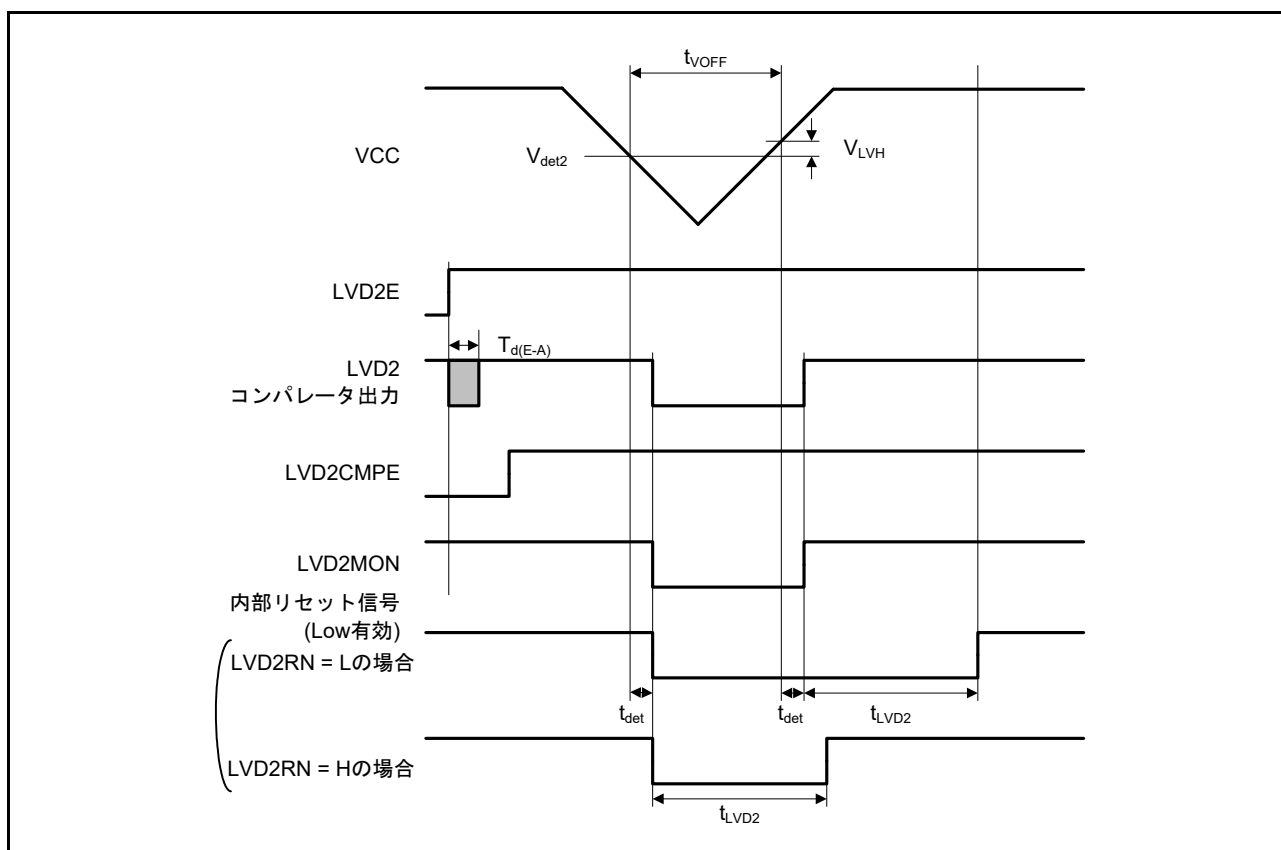 tVOFF
VCC
Vdet2
VLVH
LVD2E
Td(E-A)
LVD2
コンパレータ出力
LVD2CMPE
LVD2MON
内部リセット信号
(Low有効)
LVD2RN = Lの場合
tdet
tdet
tLVD2
LVD2RN = Hの場合
tLVD2